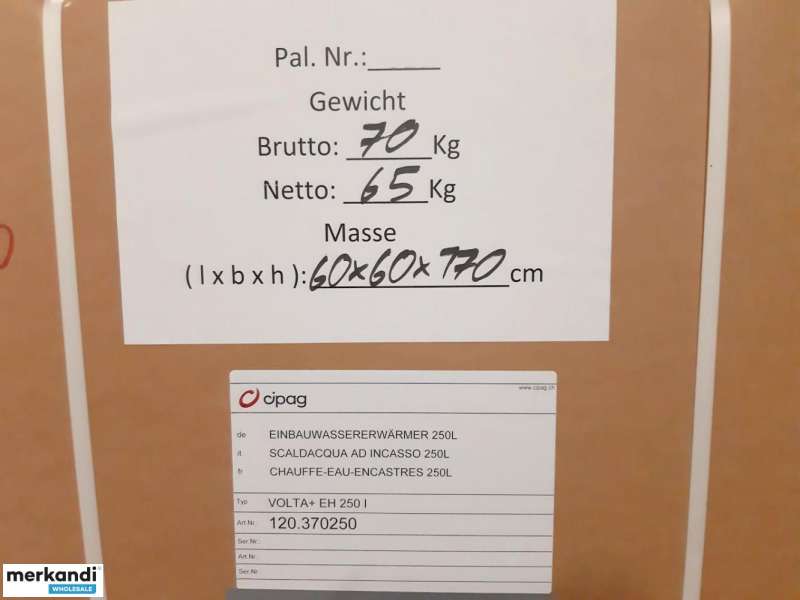 Pal. Nr.:_____
Gewicht
Brutto: 70 Kg
Netto: 65 Kg
Masse
( l x b x h ): 60x60x170 cm
www.cipag.ch
cipag
de EINBAUWASSERERWÄRMER 250L
it SCALDACQUA AD INCASSO 250L
fr CHAUFFE-EAU-ENCASTRES 250L
Typ VOLTA+ EH 250 I
Art Nr.: 120.370250
Ser.Nr.:
Art-Nr.:
Ser.Nr.:
merkandi
WHOLESALE